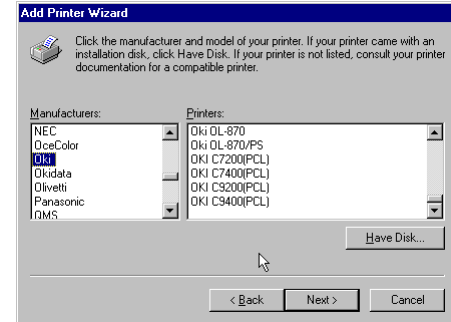 Add Printer Wizard
Click the manufacturer and model of your printer. If your printer came with an
installation disk, click Have Disk. If your printer is not listed, consult your printer
documentation for a compatible printer.
Manufacturers:
NEC
OceColor
Oki
Okidata
Olivetti
Panasonic
QMS
Printers:
Oki OL-870
Oki OL-870/PS
OKI C7200(PCL)
OKI C7400(PCL)
OKI C9200(PCL)
OKI C9400(PCL)
Have Disk...
< Back
Next >
Cancel